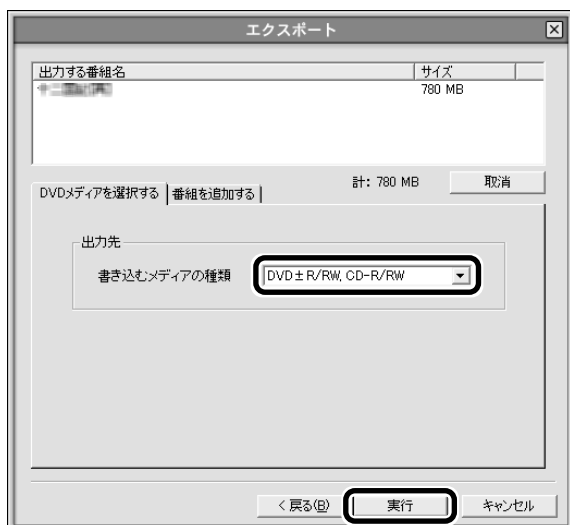 エクスポート
出力する番組名 サイズ
780 MB
計: 780 MB 取消
DVDメディアを選択する 番組を追加する
出力先
書き込むメディアの種類 DVD±R/RW, CD-R/RW
< 戻る(B) 実行 キャンセル